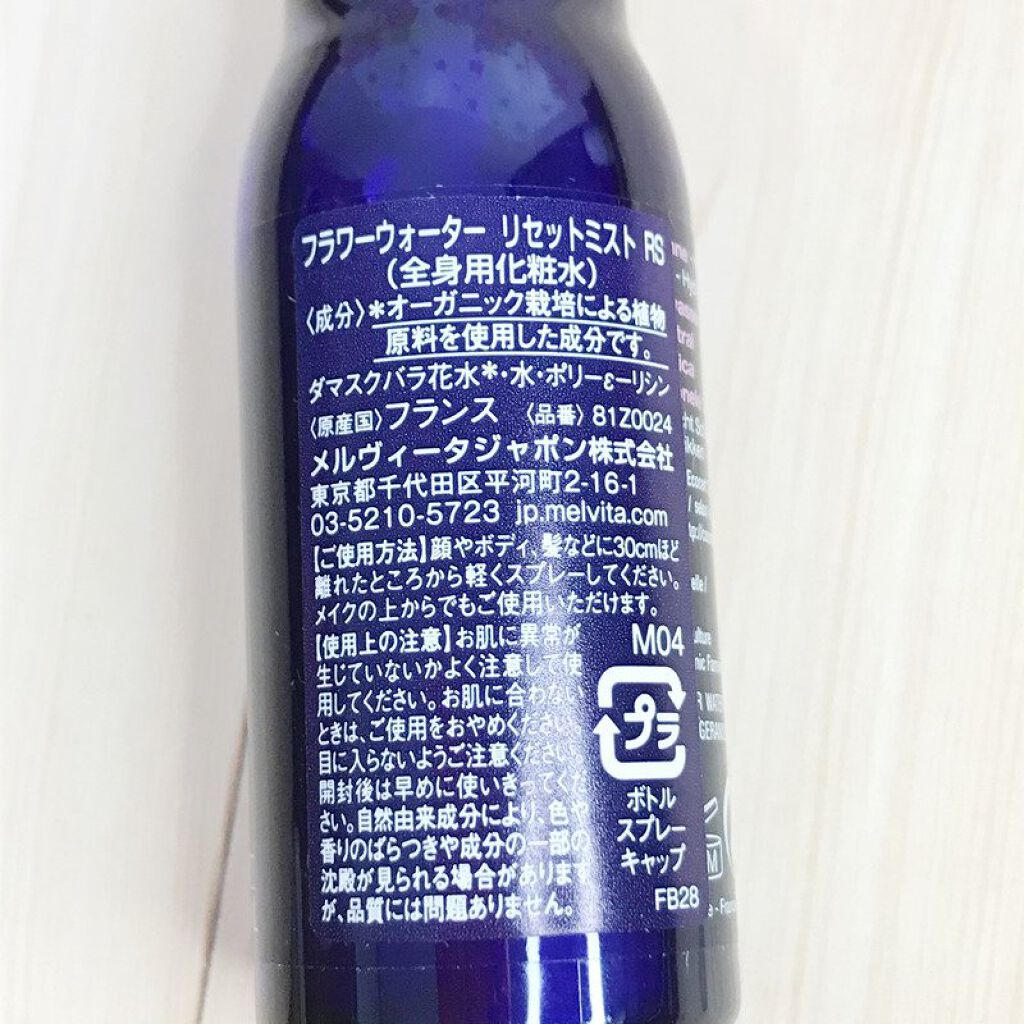 フラワーウォーター リセットミスト RS
(全身用化粧水)
〈成分〉*オーガニック栽培による植物
原料を使用した成分です。
ダマスクバラ花水*・水・ポリーεーリシン
〈原産国〉フランス 〈品番〉81Z0024
メルヴィータジャポン株式会社
東京都千代田区平河町2-16-1
03-5210-5723 jp.melvita.com
【ご使用方法】顔やボディ、髪などに30cmほど
離れたところから軽くスプレーしてください。
メイクの上からでもご使用いただけます。
【使用上の注意】お肌に異常が
生じていないかよく注意して使
用してください。お肌に合わない
ときは、ご使用をおやめください。
目に入らないようご注意ください。
開封後は早めに使いきってくだ
さい。自然由来成分により、色や
香りのばらつきや成分の一部の
沈殿が見られる場合があります
が、品質には問題ありません。
M04
プラ
ボトル
スプレー
キャップ
FB28